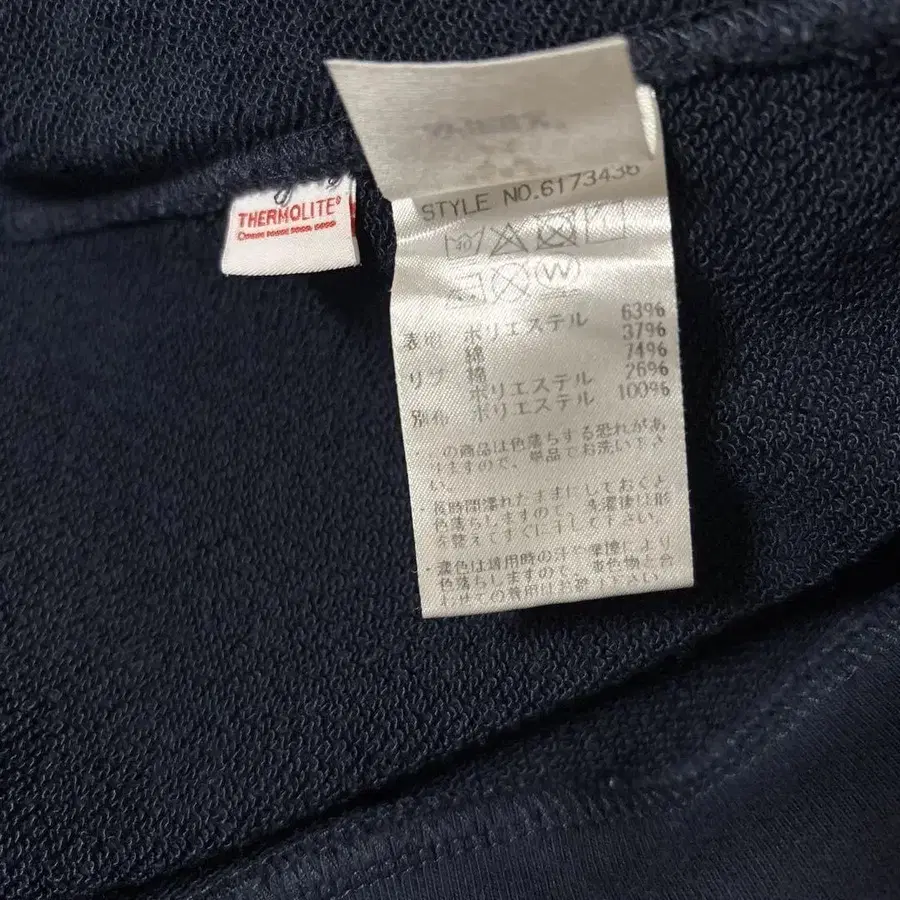 THERMOLITE®
STYLE NO.6173436
W
表地 ポリエステル 63%
綿 37%
リブ 綿 74%
ポリエステル 26%
別布 ポリエステル 100%
この商品は色落ちする恐れがあ
りますので、単品でお洗い下さ
い。
・長時間濡れたままにしておくと
色落ちしますので、洗濯後は形
を整えてすぐに干して下さい。
・濃色は着用時の汗や摩擦により
色落ちしますので、淡色物と合
わせての着用はお避け下さい